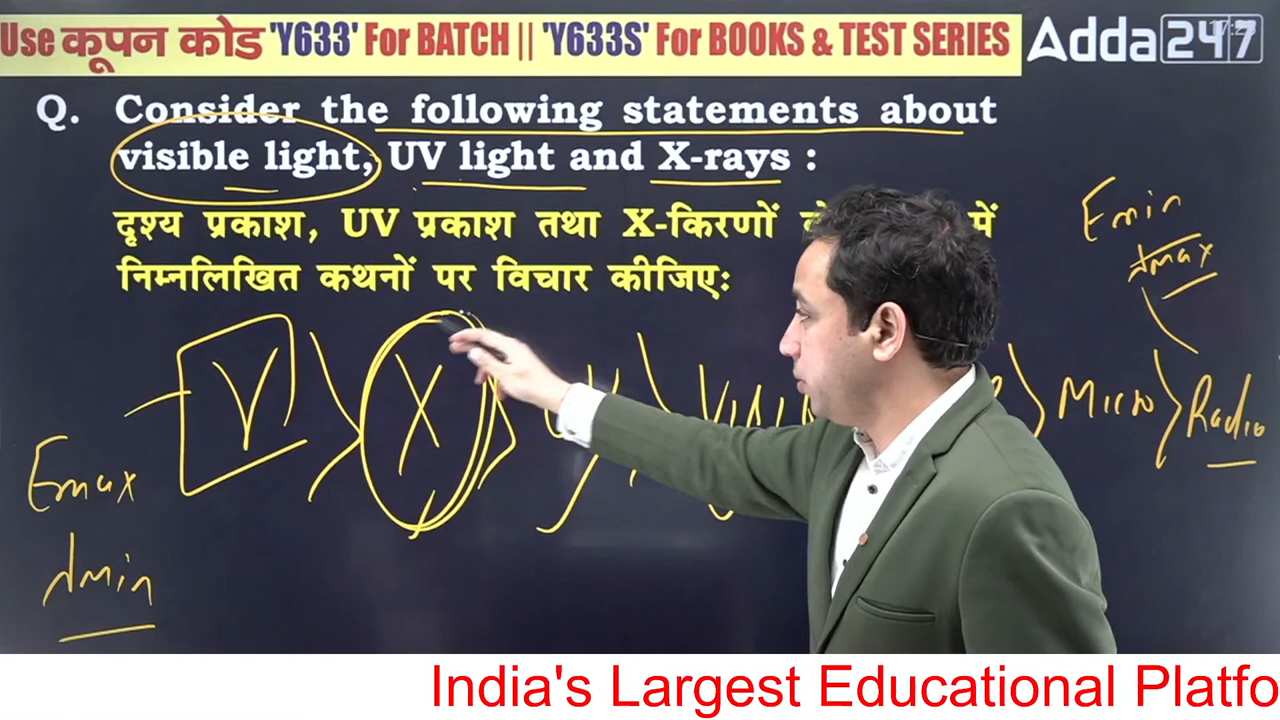 Use कूपन कोड 'Y633' For BATCH || 'Y633S' For BOOKS & TEST SERIES
Adda247
Q. Consider the following statements about
visible light, UV light and X-rays :
दृश्य प्रकाश, UV प्रकाश तथा X-किरणों में
निम्नलिखित कथनों पर विचार कीजिए:
Emin
λmax
γ > X > > Micro > Radio
Emax
λmin
India's Largest Educational Platfo